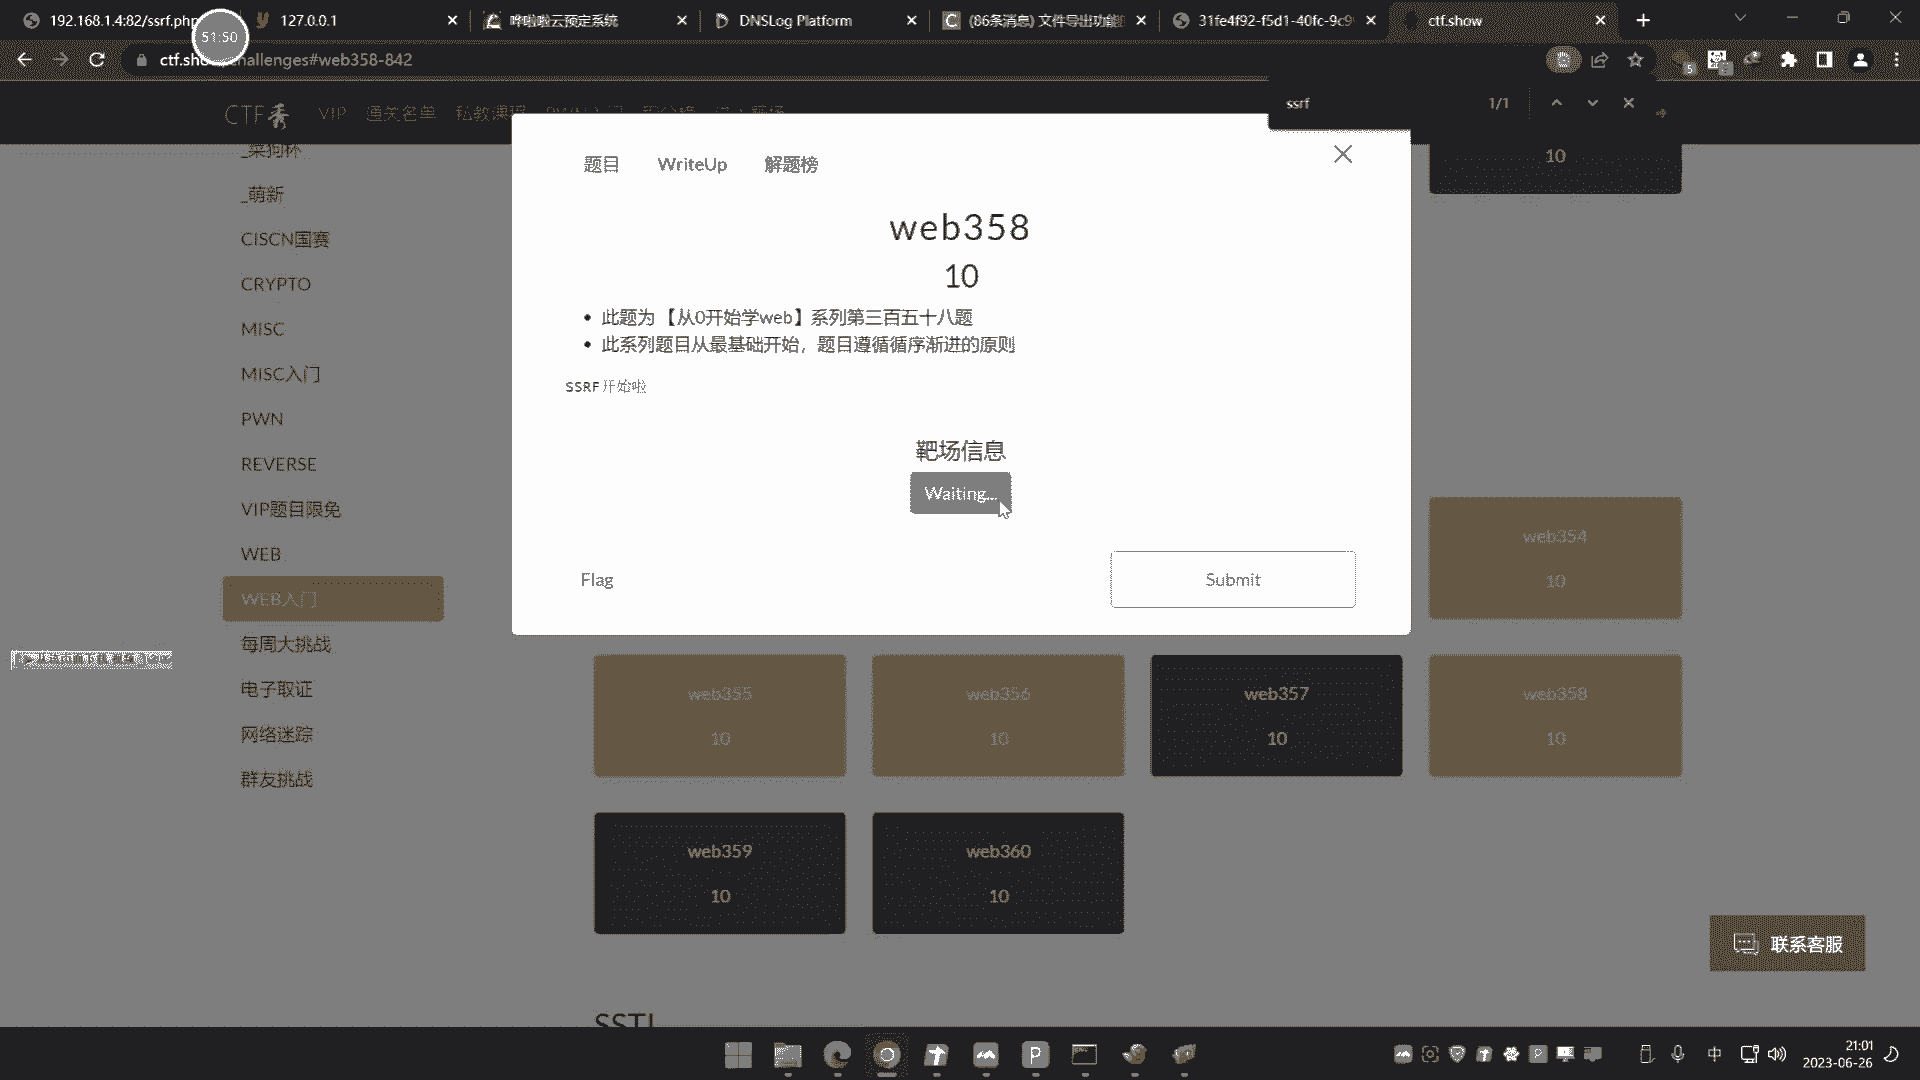 192.168.1.4:82/ssrf.php
127.0.0.1
哗啦啦云预定系统
DNSLog Platform
(86条消息) 文件导出功能
31fe4f92-f5d1-40fc-9c9
ctf.show
51:50
challenges#web358-842
5
ssrf
1/1
CTF秀
VIP
通关名单
私教课程
_菜狗杯
_萌新
CISCN国赛
CRYPTO
MISC
MISC入门
PWN
REVERSE
VIP题目限免
WEB
WEB入门
每周大挑战
电子取证
网络迷踪
群友挑战
题目
WriteUp
解题榜
web358
10
此题为 【从0开始学web】系列第三百五十八题
此系列题目从最基础开始，题目遵循循序渐进的原则
SSRF 开始啦
靶场信息
Waiting...
Flag
Submit
10
web354
10
web355
10
web356
10
web357
10
web358
10
web359
10
web360
10
SSTI
联系客服
中
21:01
2023-06-26